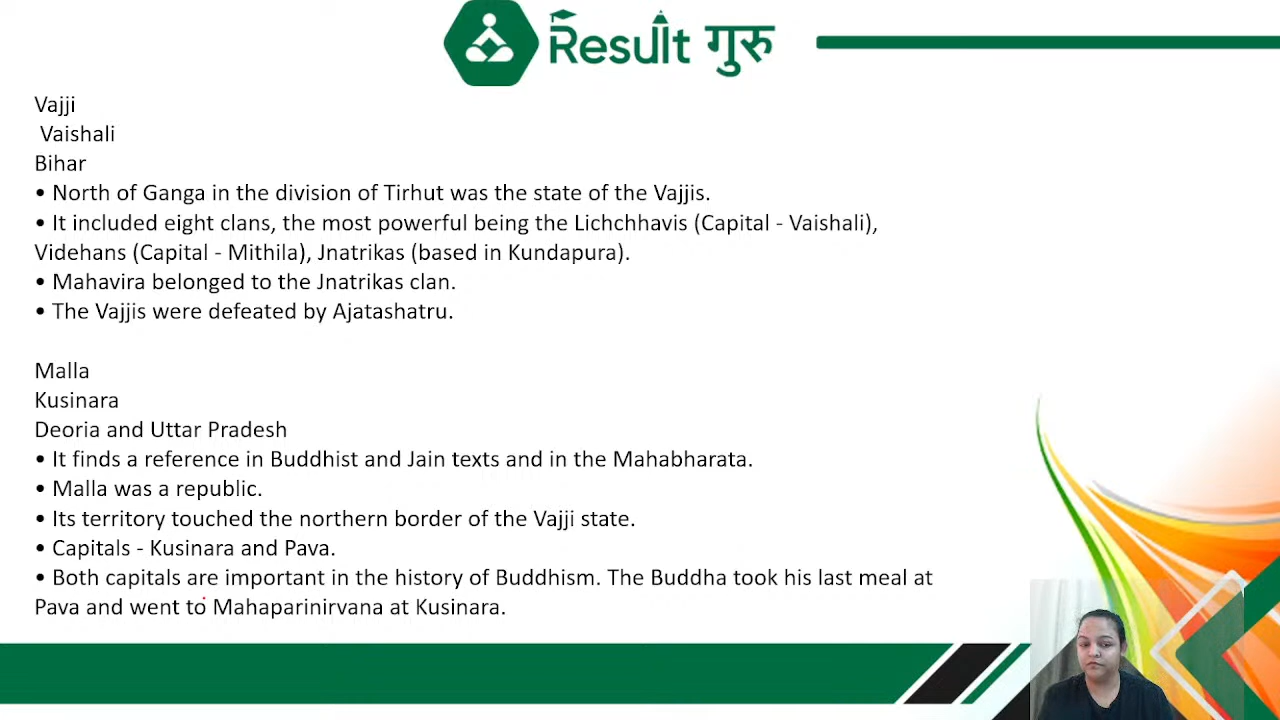 Result गुरु
Vajji
Vaishali
Bihar
• North of Ganga in the division of Tirhut was the state of the Vajjis.
• It included eight clans, the most powerful being the Lichchhavis (Capital - Vaishali),
Videhans (Capital - Mithila), Jnatrikas (based in Kundapura).
• Mahavira belonged to the Jnatrikas clan.
• The Vajjis were defeated by Ajatashatru.
Malla
Kusinara
Deoria and Uttar Pradesh
• It finds a reference in Buddhist and Jain texts and in the Mahabharata.
• Malla was a republic.
• Its territory touched the northern border of the Vajji state.
• Capitals - Kusinara and Pava.
• Both capitals are important in the history of Buddhism. The Buddha took his last meal at
Pava and went to Mahaparinirvana at Kusinara.